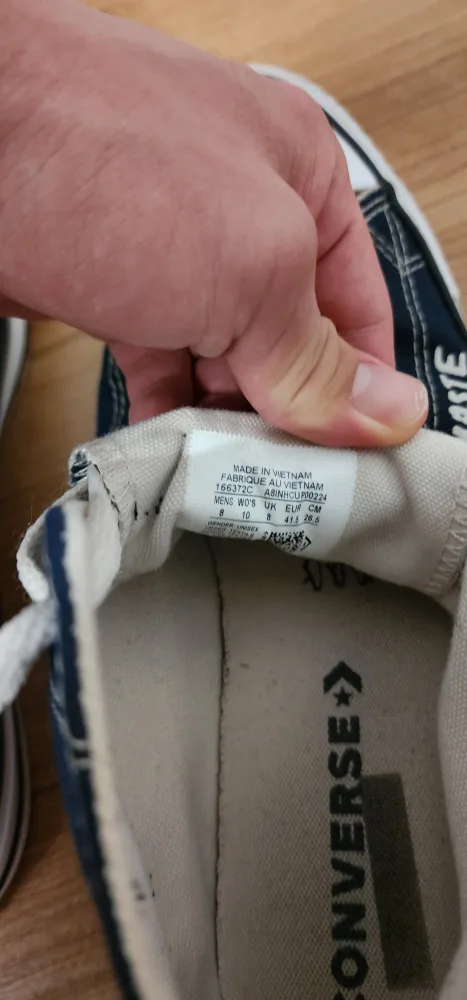 MADE IN VIETNAM
FABRIQUE AU VIETNAM
166372C A8INHCUP00224
MENS WO'S UK EUR CM
8 10 8 41.5 26.5
GENDER: UNISEX
CONVERSE